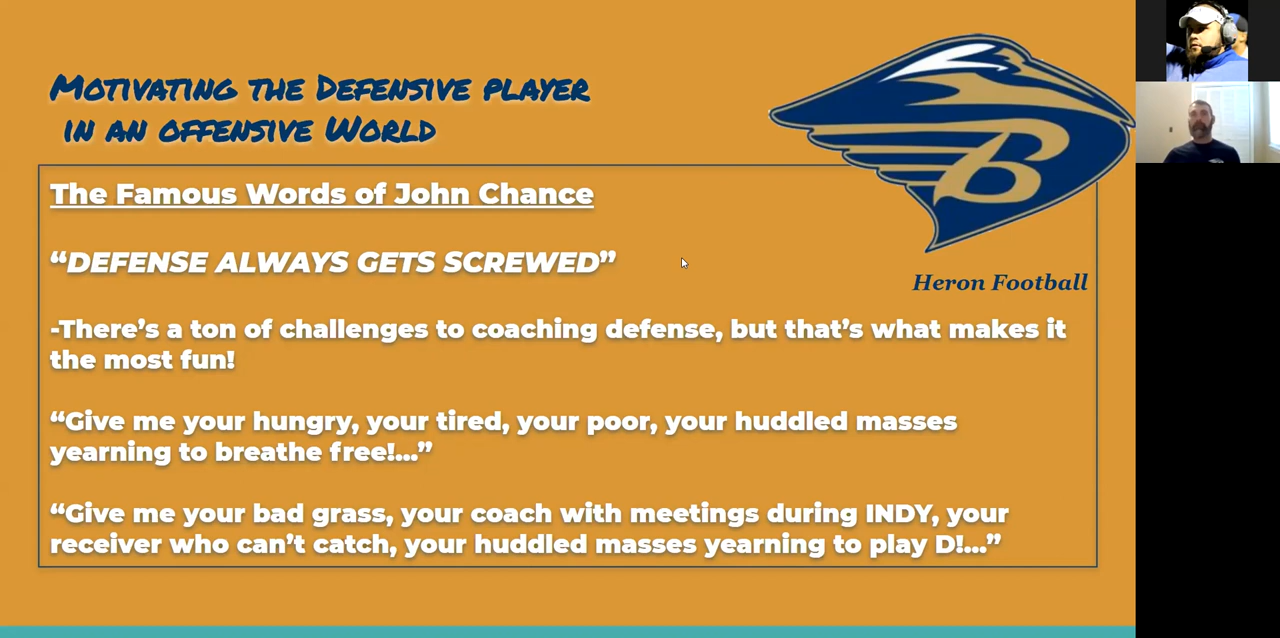 Motivating the Defensive player
in an offensive World
The Famous Words of John Chance
“DEFENSE ALWAYS GETS SCREWED”
B
Heron Football
-There’s a ton of challenges to coaching defense, but that’s what makes it
the most fun!
“Give me your hungry, your tired, your poor, your huddled masses
yearning to breathe free!...”
“Give me your bad grass, your coach with meetings during INDY, your
receiver who can’t catch, your huddled masses yearning to play D!...”